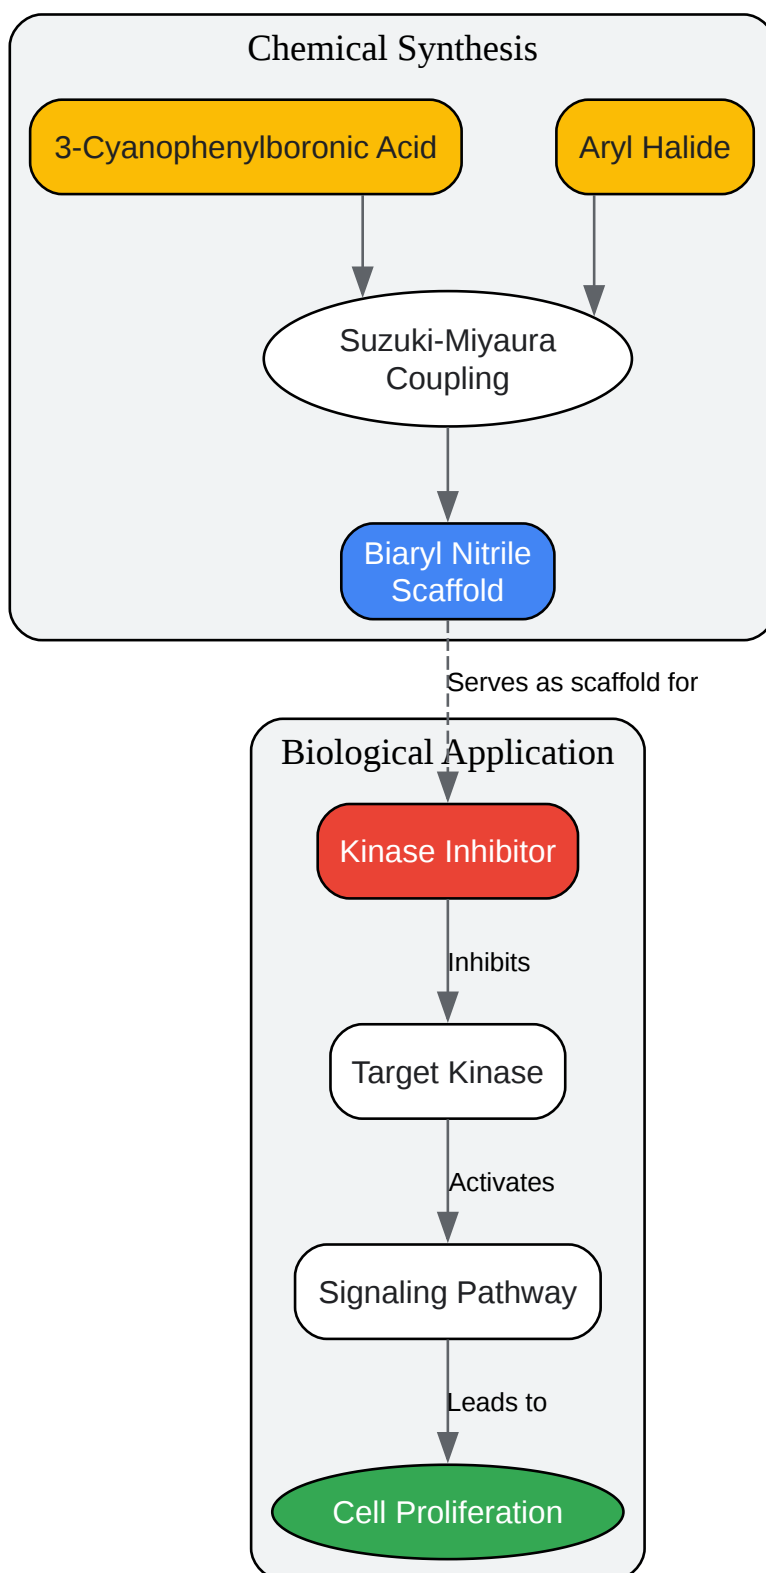 Chemical Synthesis
3-Cyanophenylboronic Acid
Aryl Halide
Suzuki-Miyaura
Coupling
Biaryl Nitrile
Scaffold
Serves as scaffold for
Biological Application
Kinase Inhibitor
Inhibits
Target Kinase
Activates
Signaling Pathway
Leads to
Cell Proliferation